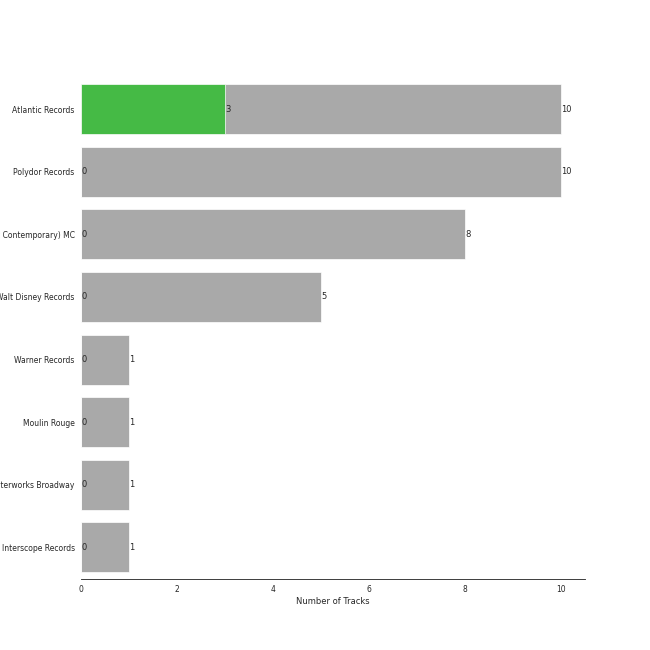 Atlantic Records 3 10
Polydor Records 0 10
Contemporary) MC 0 8
Walt Disney Records 0 5
Warner Records 0 1
Moulin Rouge 0 1
terworks Broadway 0 1
Interscope Records 0 1
0 2 4 6 8 10
Number of Tracks